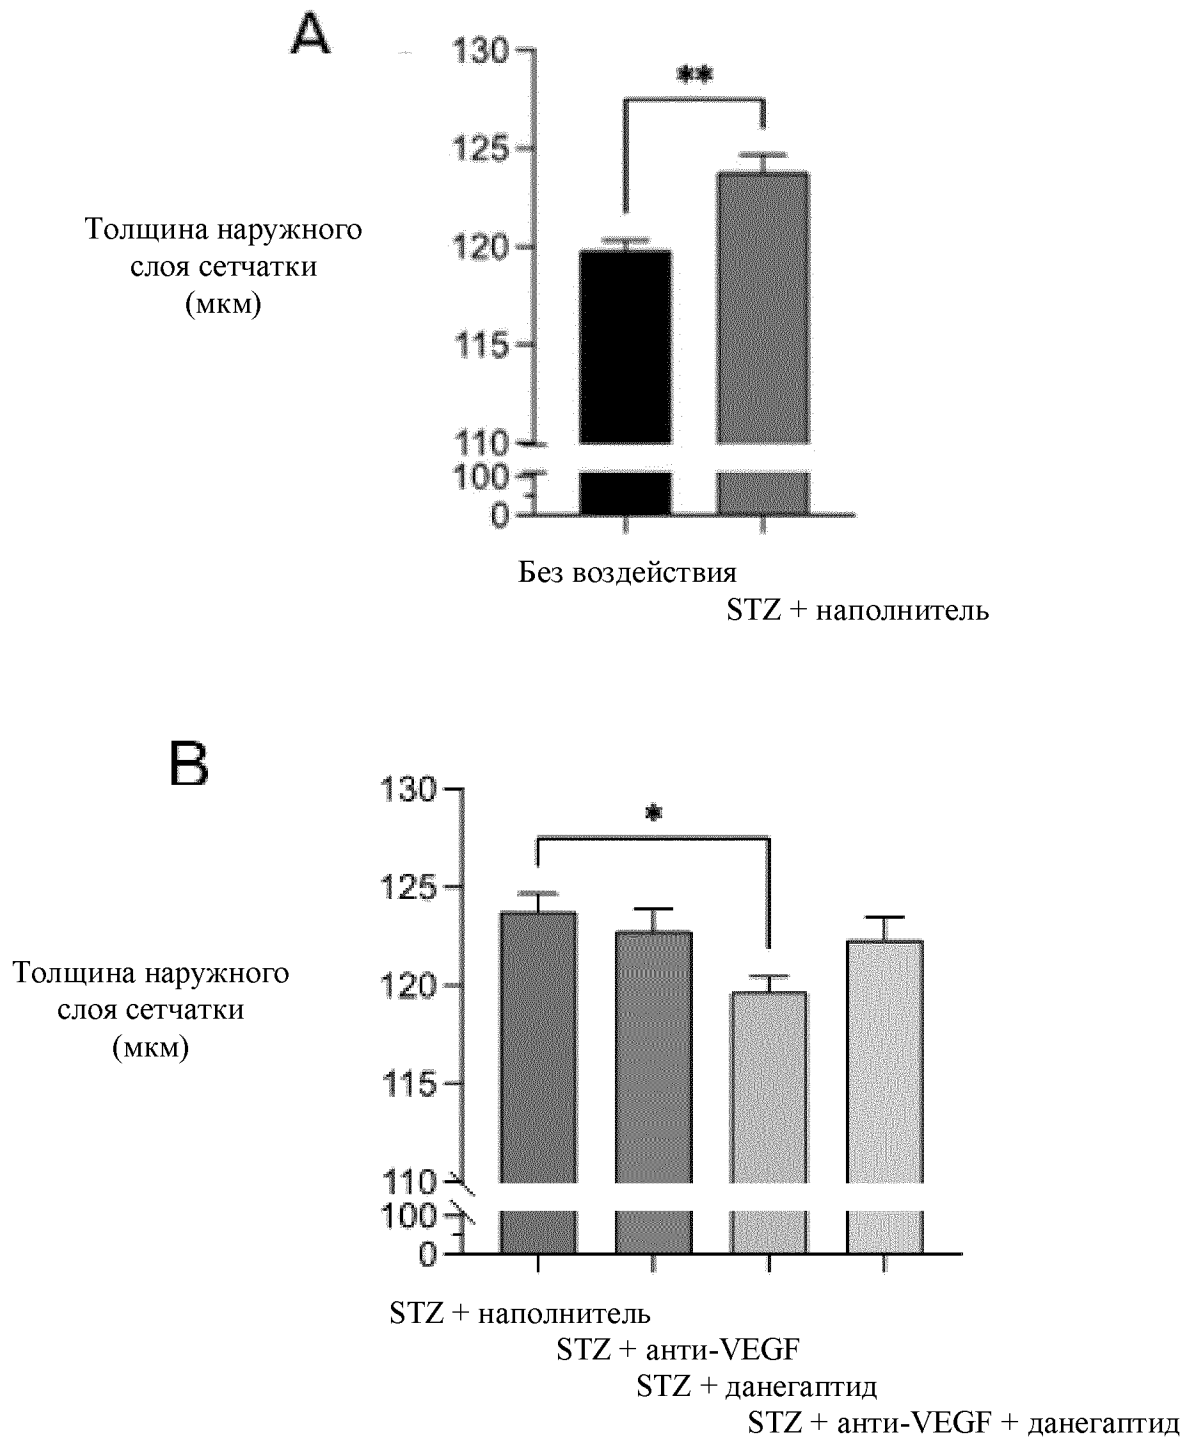 A
130
**
125
Толщина наружного
слоя сетчатки
(мкм)
120
115
110
100
0
Без воздействия
STZ + наполнитель
B
130
*
125
Толщина наружного
слоя сетчатки
(мкм)
120
115
110
100
0
STZ + наполнитель
STZ + анти-VEGF
STZ + данегаптид
STZ + анти-VEGF + данегаптид